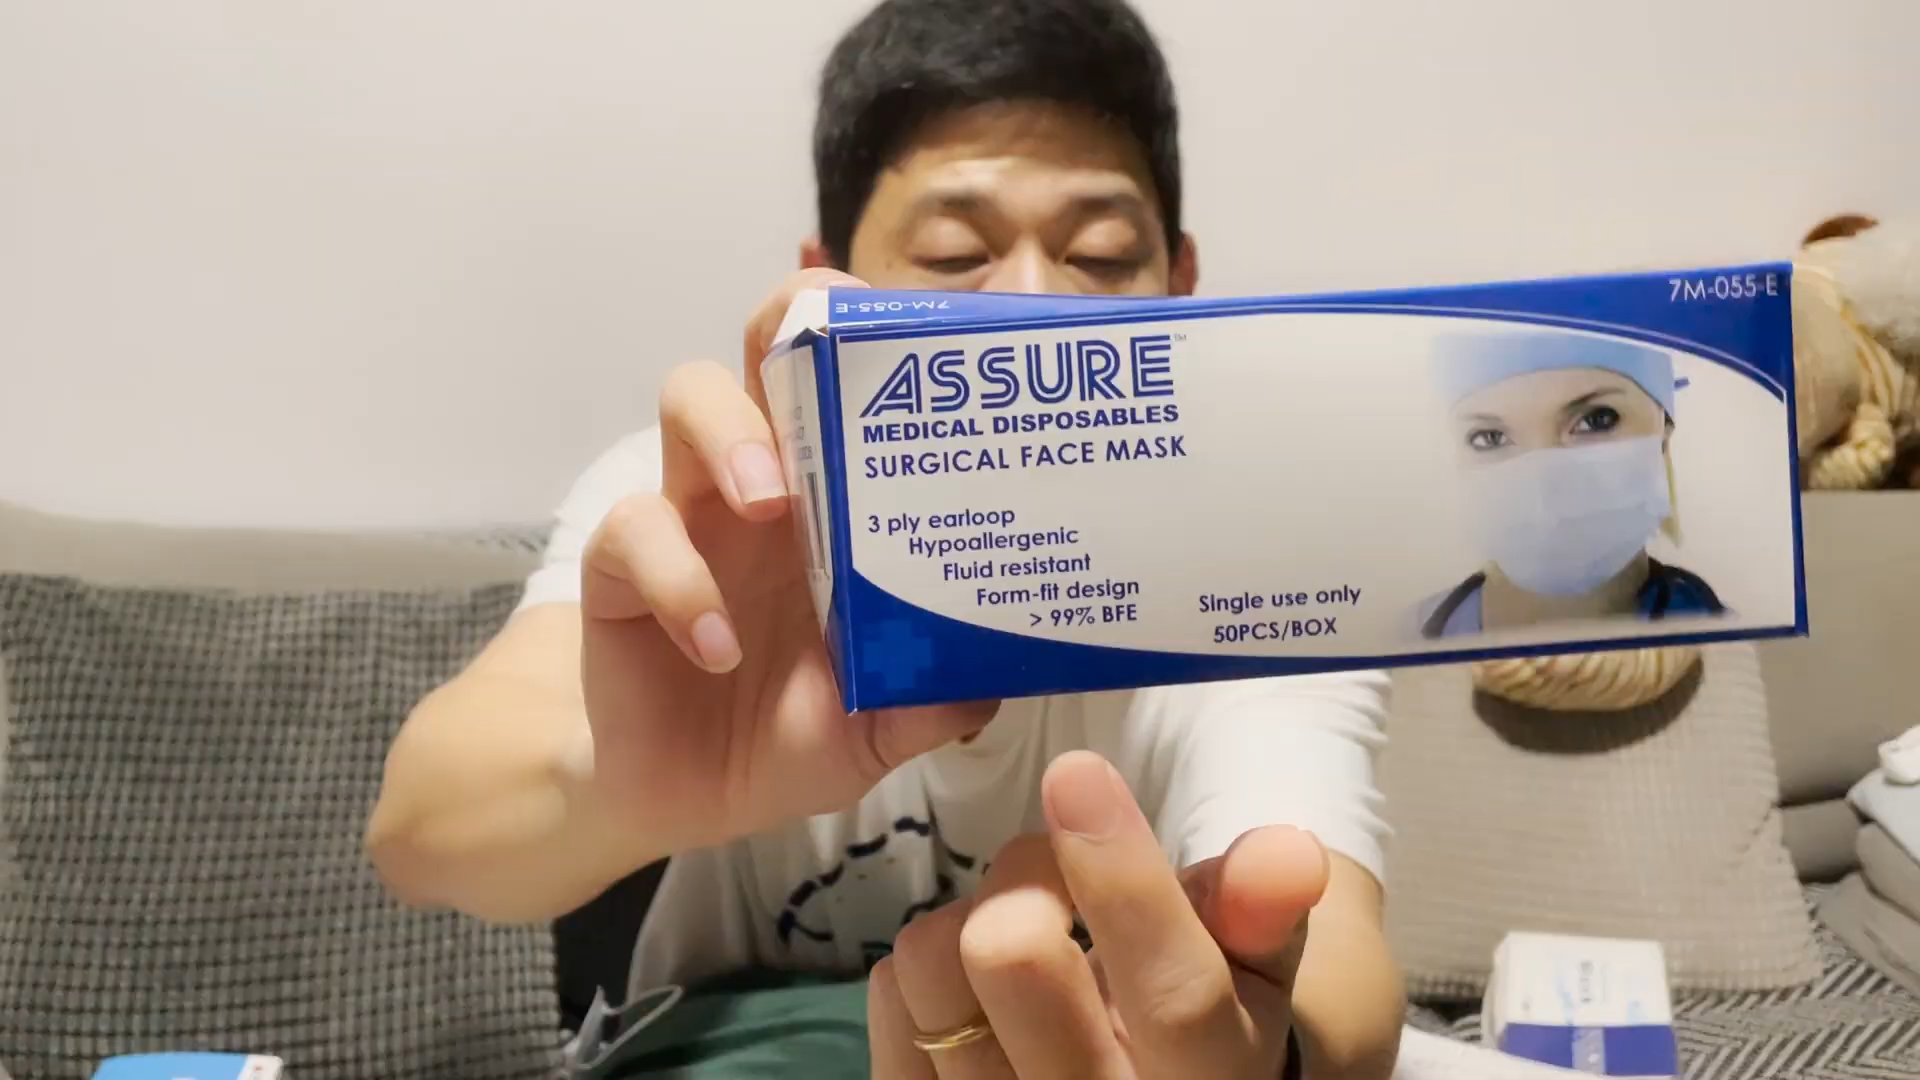 7M-055-E
7M-055-E
ASSURE™
MEDICAL DISPOSABLES
SURGICAL FACE MASK
3 ply earloop
Hypoallergenic
Fluid resistant
Form-fit design
> 99% BFE
Single use only
50PCS/BOX